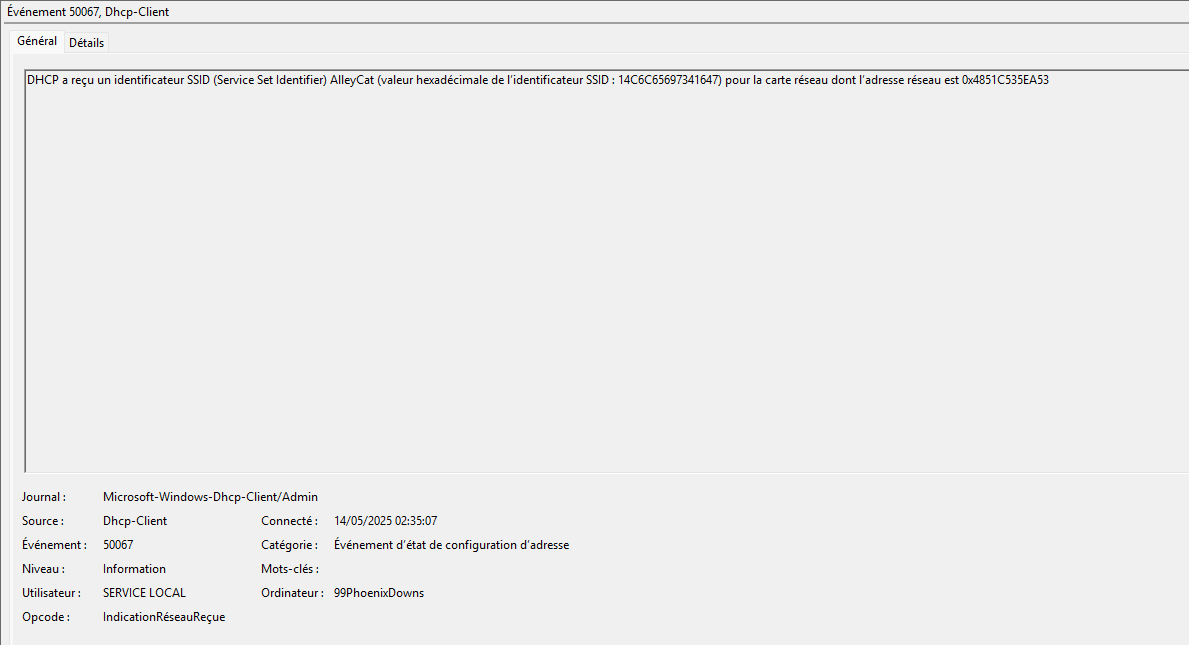 Événement 50067, Dhcp-Client
Général Détails
DHCP a reçu un identificateur SSID (Service Set Identifier) AlleyCat (valeur hexadécimale de l'identificateur SSID : 14C6C65697341647) pour la carte réseau dont l'adresse réseau est 0x4851C535EA53
Journal : Microsoft-Windows-Dhcp-Client/Admin
Source : Dhcp-Client Connecté : 14/05/2025 02:35:07
Événement : 50067 Catégorie : Événement d'état de configuration d'adresse
Niveau : Information Mots-clés :
Utilisateur : SERVICE LOCAL Ordinateur : 99PhoenixDowns
Opcode : IndicationRéseauReçue